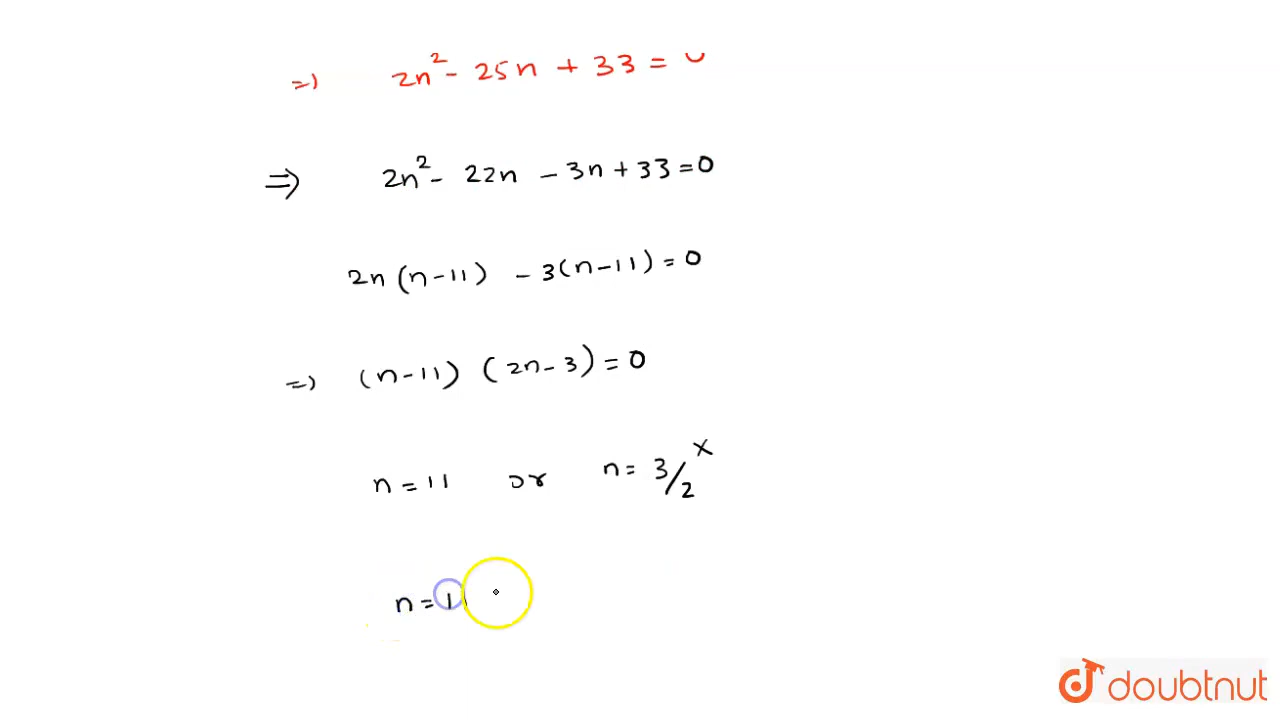 =) 2n² - 25n + 33 = 0
⇒ 2n² - 22n - 3n + 33 = 0
2n (n-11) - 3(n-11) = 0
=) (n-11) (2n-3) = 0
n = 11 or n = 3/2 x
n = 11
doubtnut